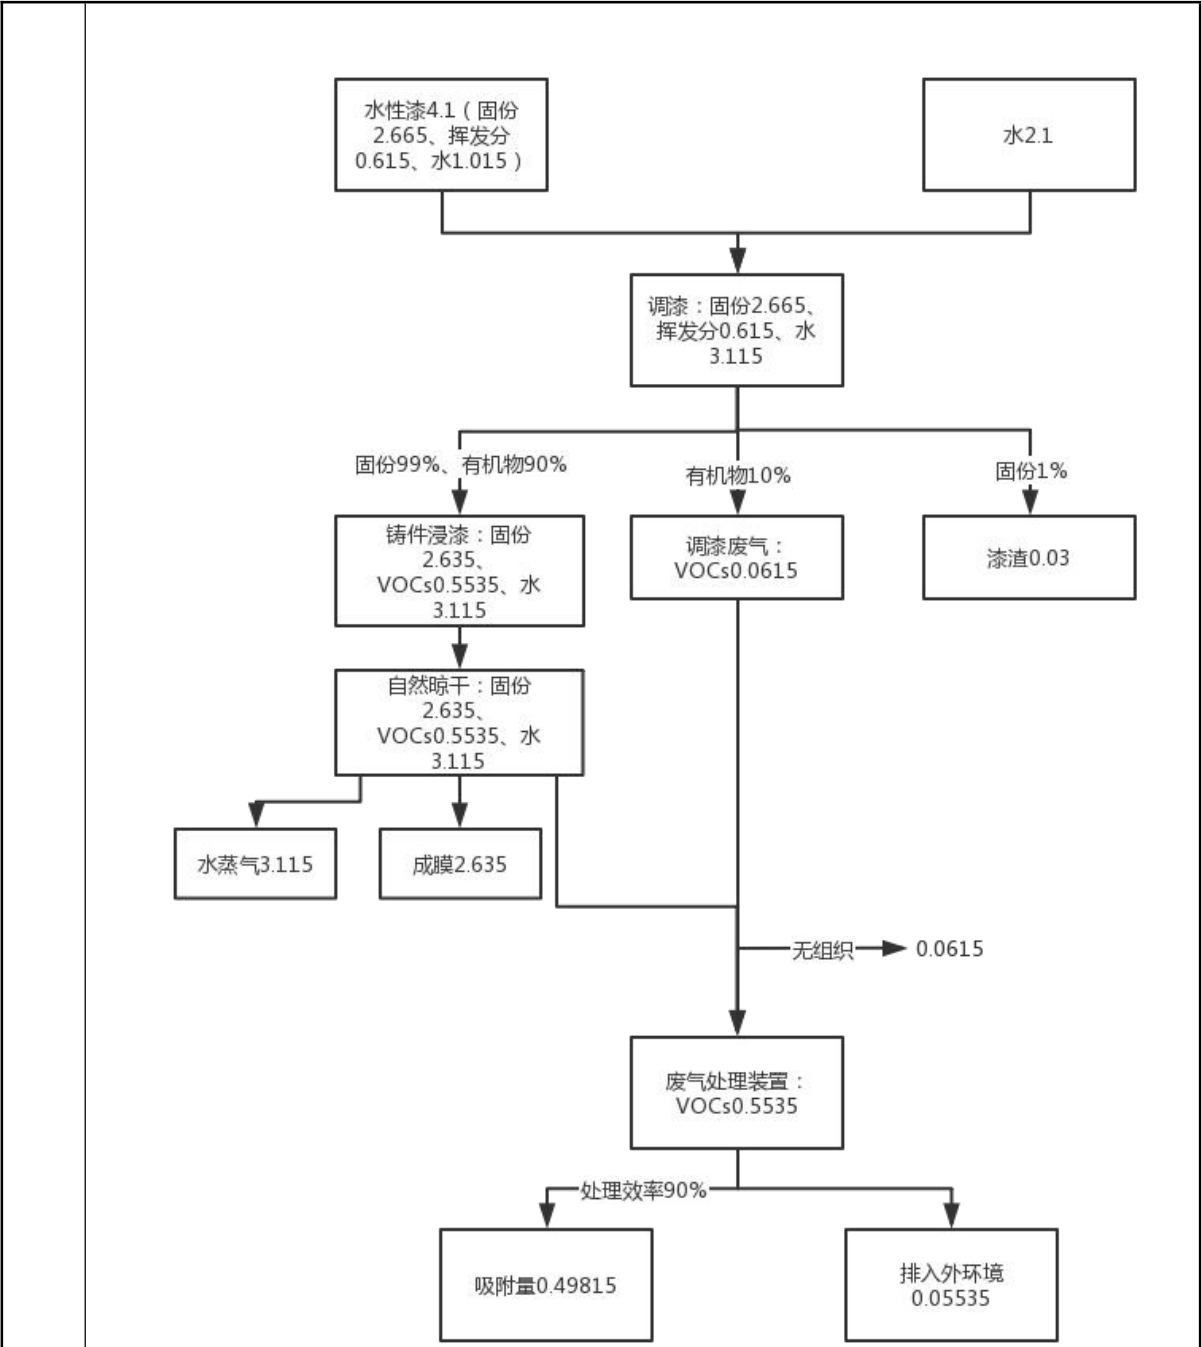 水性漆4.1（固份
2.665、挥发分
0.615、水1.015）
水2.1
调漆：固份2.665、
挥发分0.615、水
3.115
固份99%、有机物90%
有机物10%
固份1%
铸件浸漆：固份
2.635、
VOCs0.5535、水
3.115
调漆废气：
VOCs0.0615
漆渣0.03
自然晾干：固份
2.635、
VOCs0.5535、水
3.115
水蒸气3.115
成膜2.635
无组织
0.0615
废气处理装置：
VOCs0.5535
处理效率90%
吸附量0.49815
排入外环境
0.05535